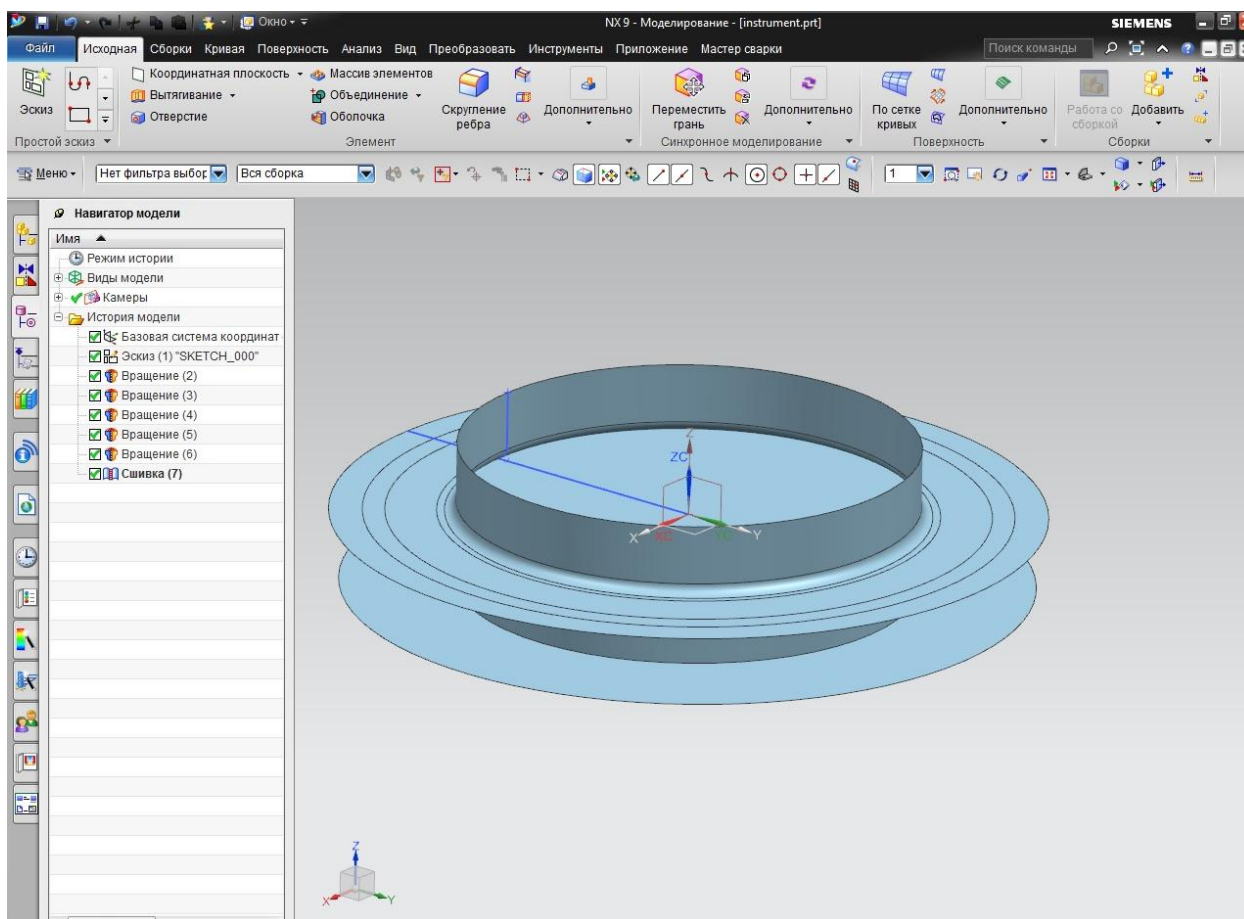 Окно
NX 9 - Моделирование - [instrument.prt]
SIEMENS
Файл Исходная Сборки Кривая Поверхность Анализ Вид Преобразовать Инструменты Приложение Мастер сварки Поиск команды
Координатная плоскость Массив элементов
Эскиз Вытягивание Объединение Скругление ребра Дополнительно Переместить грань Дополнительно По сетке кривых Дополнительно Работа со сборкой Добавить
Отверстие Оболочка
Простой эскиз Элемент Синхронное моделирование Поверхность Сборки
Меню Нет фильтра выбор Вся сборка 1
Навигатор модели
Имя
Режим истории
Виды модели
Камеры
История модели
Базовая система координат
Эскиз (1) "SKETCH_000"
Вращение (2)
Вращение (3)
Вращение (4)
Вращение (5)
Вращение (6)
Сшивка (7)
Z
ZC
X XC YC Y
Z
X Y